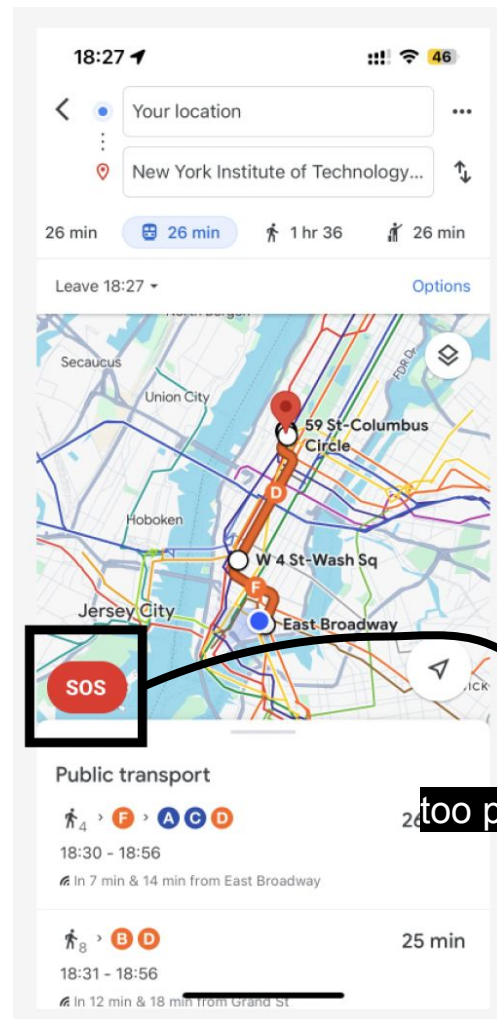 18:27 46
Your location ...
New York Institute of Technology...
26 min 26 min 1 hr 36 26 min
Leave 18:27 Options
Secaucus
FDR Dr
Union City
59 St-Columbus
Circle
D
Hoboken
W 4 St-Wash Sq
F
Jersey City
East Broadway
SOS
Public transport
4 F A C D
too p
18:30 - 18:56
In 7 min & 14 min from East Broadway
8 B D 25 min
18:31 - 18:56
In 12 min & 18 min from Grand St